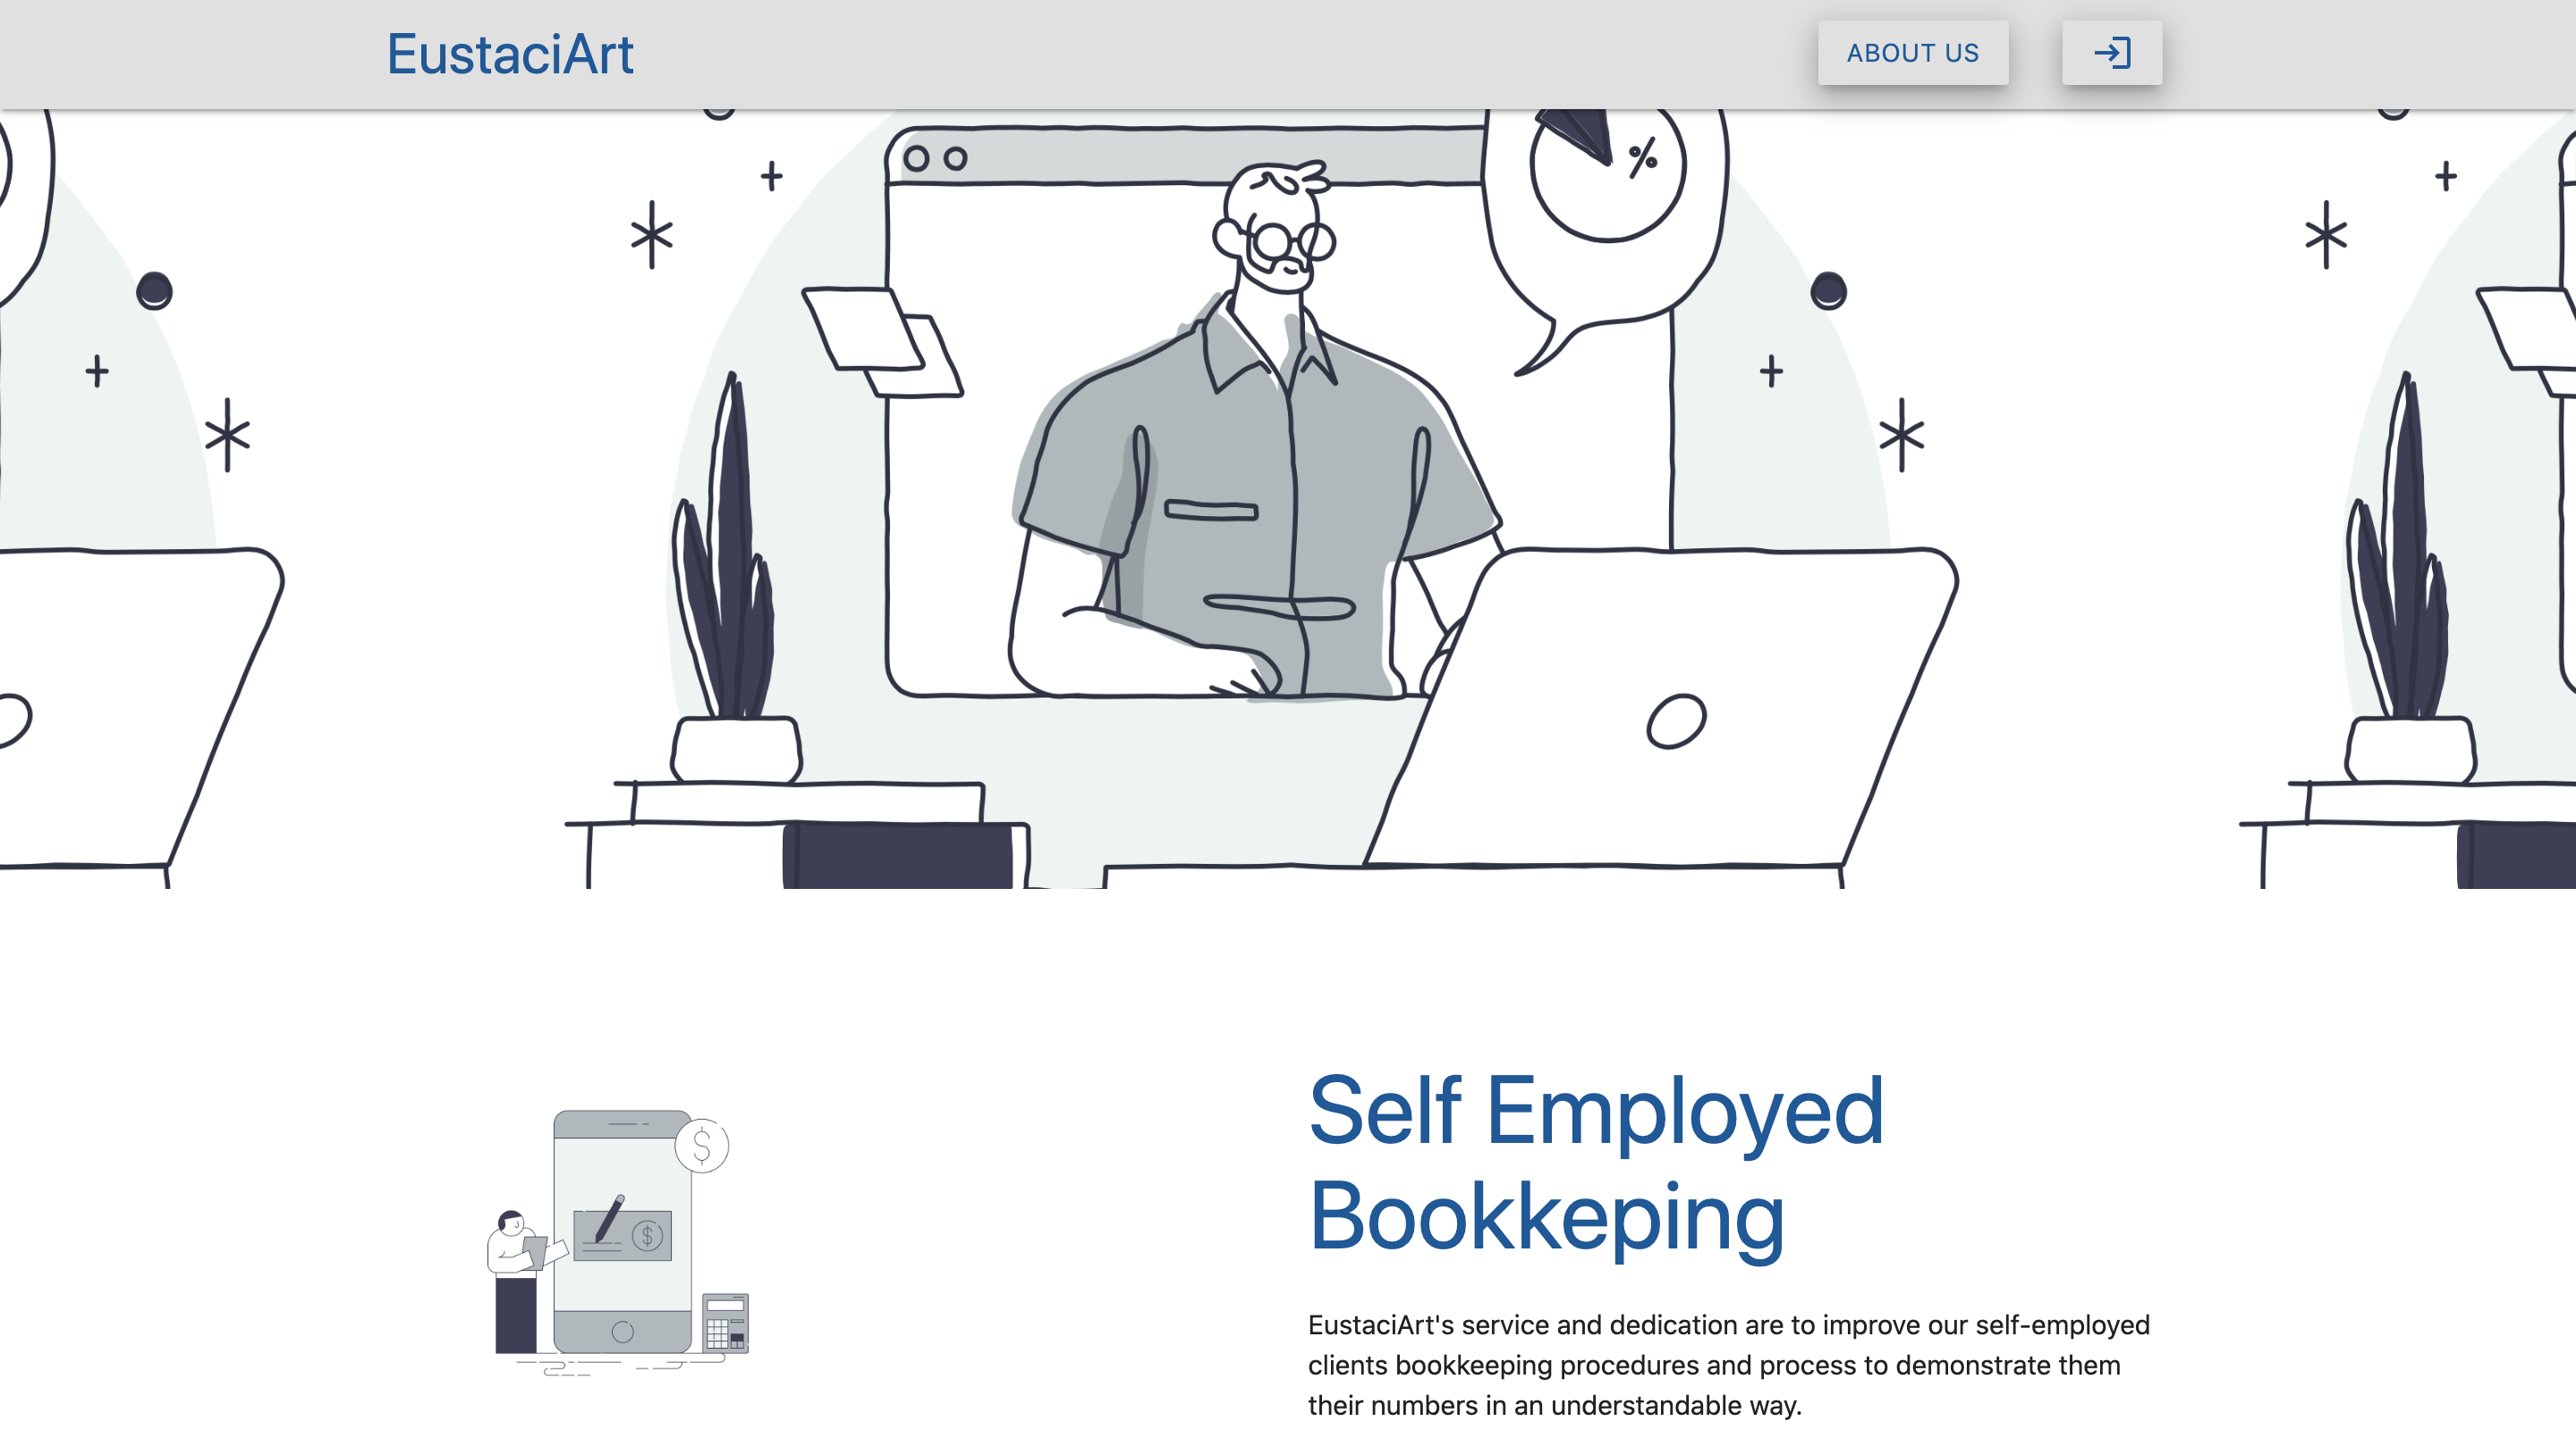 EustaciArt
ABOUT US
%
$
$
Self Employed
Bookkeping
EustaciArt's service and dedication are to improve our self-employed
clients bookkeeping procedures and process to demonstrate them
their numbers in an understandable way.